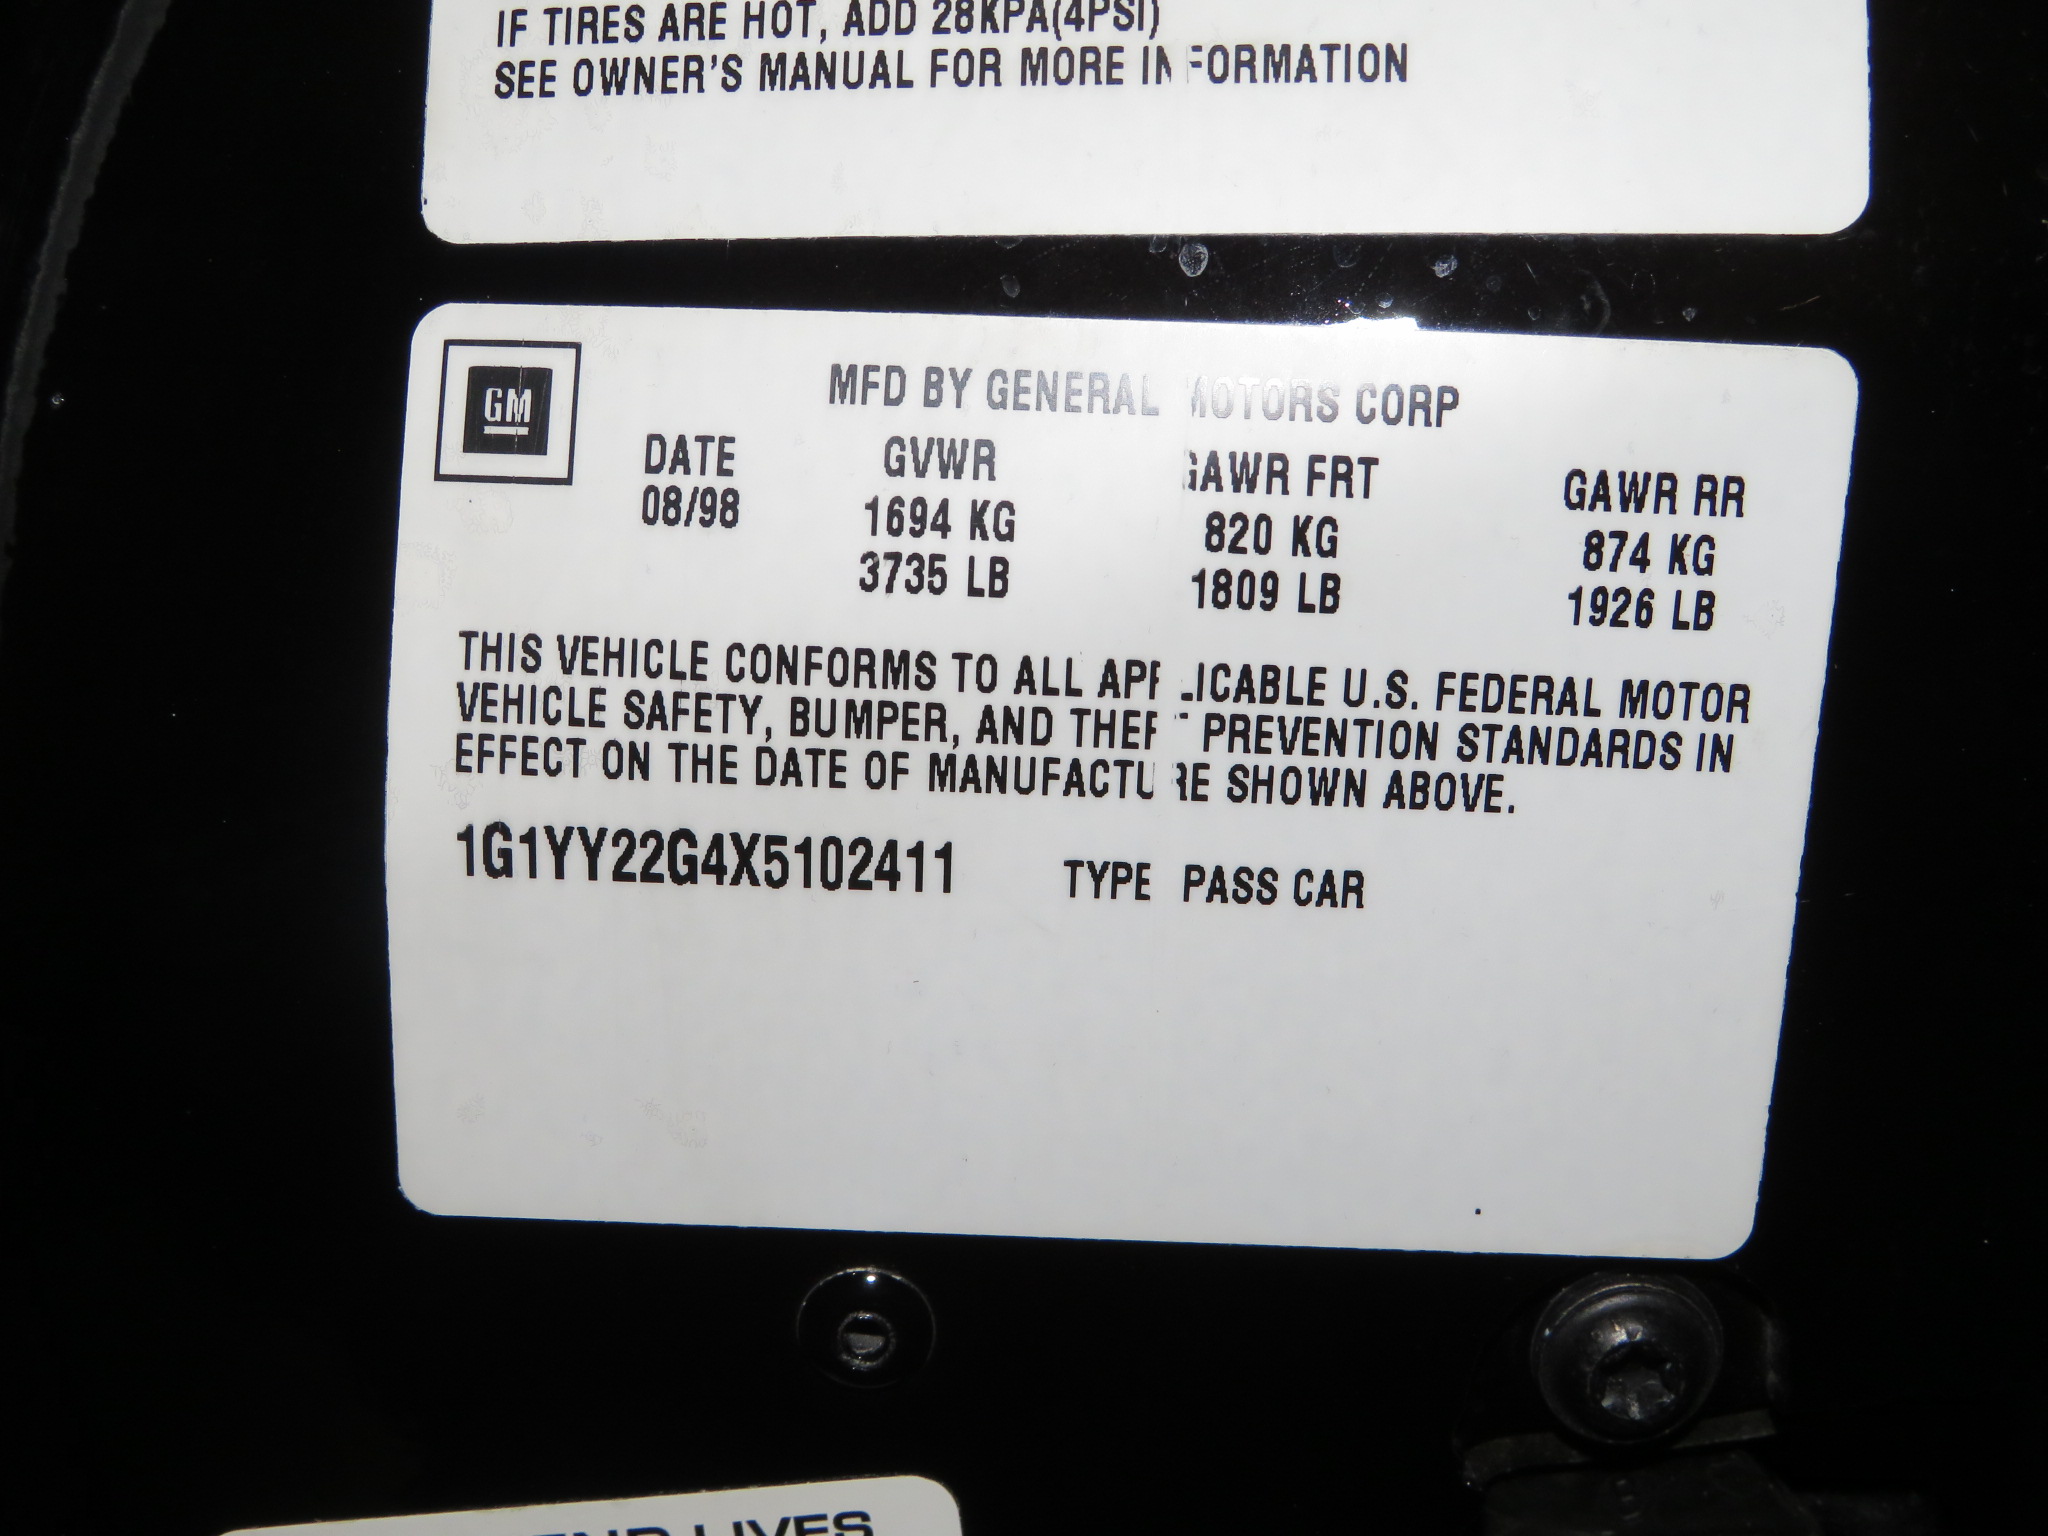 IF TIRES ARE HOT, ADD 28KPA(4PSI)
SEE OWNER'S MANUAL FOR MORE INFORMATION
GM
MFD BY GENERAL MOTORS CORP
DATE GVWR GAWR FRT GAWR RR
08/98 1694 KG 820 KG 874 KG
3735 LB 1809 LB 1926 LB
THIS VEHICLE CONFORMS TO ALL APPLICABLE U.S. FEDERAL MOTOR
VEHICLE SAFETY, BUMPER, AND THEFT PREVENTION STANDARDS IN
EFFECT ON THE DATE OF MANUFACTURE SHOWN ABOVE.
1G1YY22G4X5102411 TYPE PASS CAR
LIVES